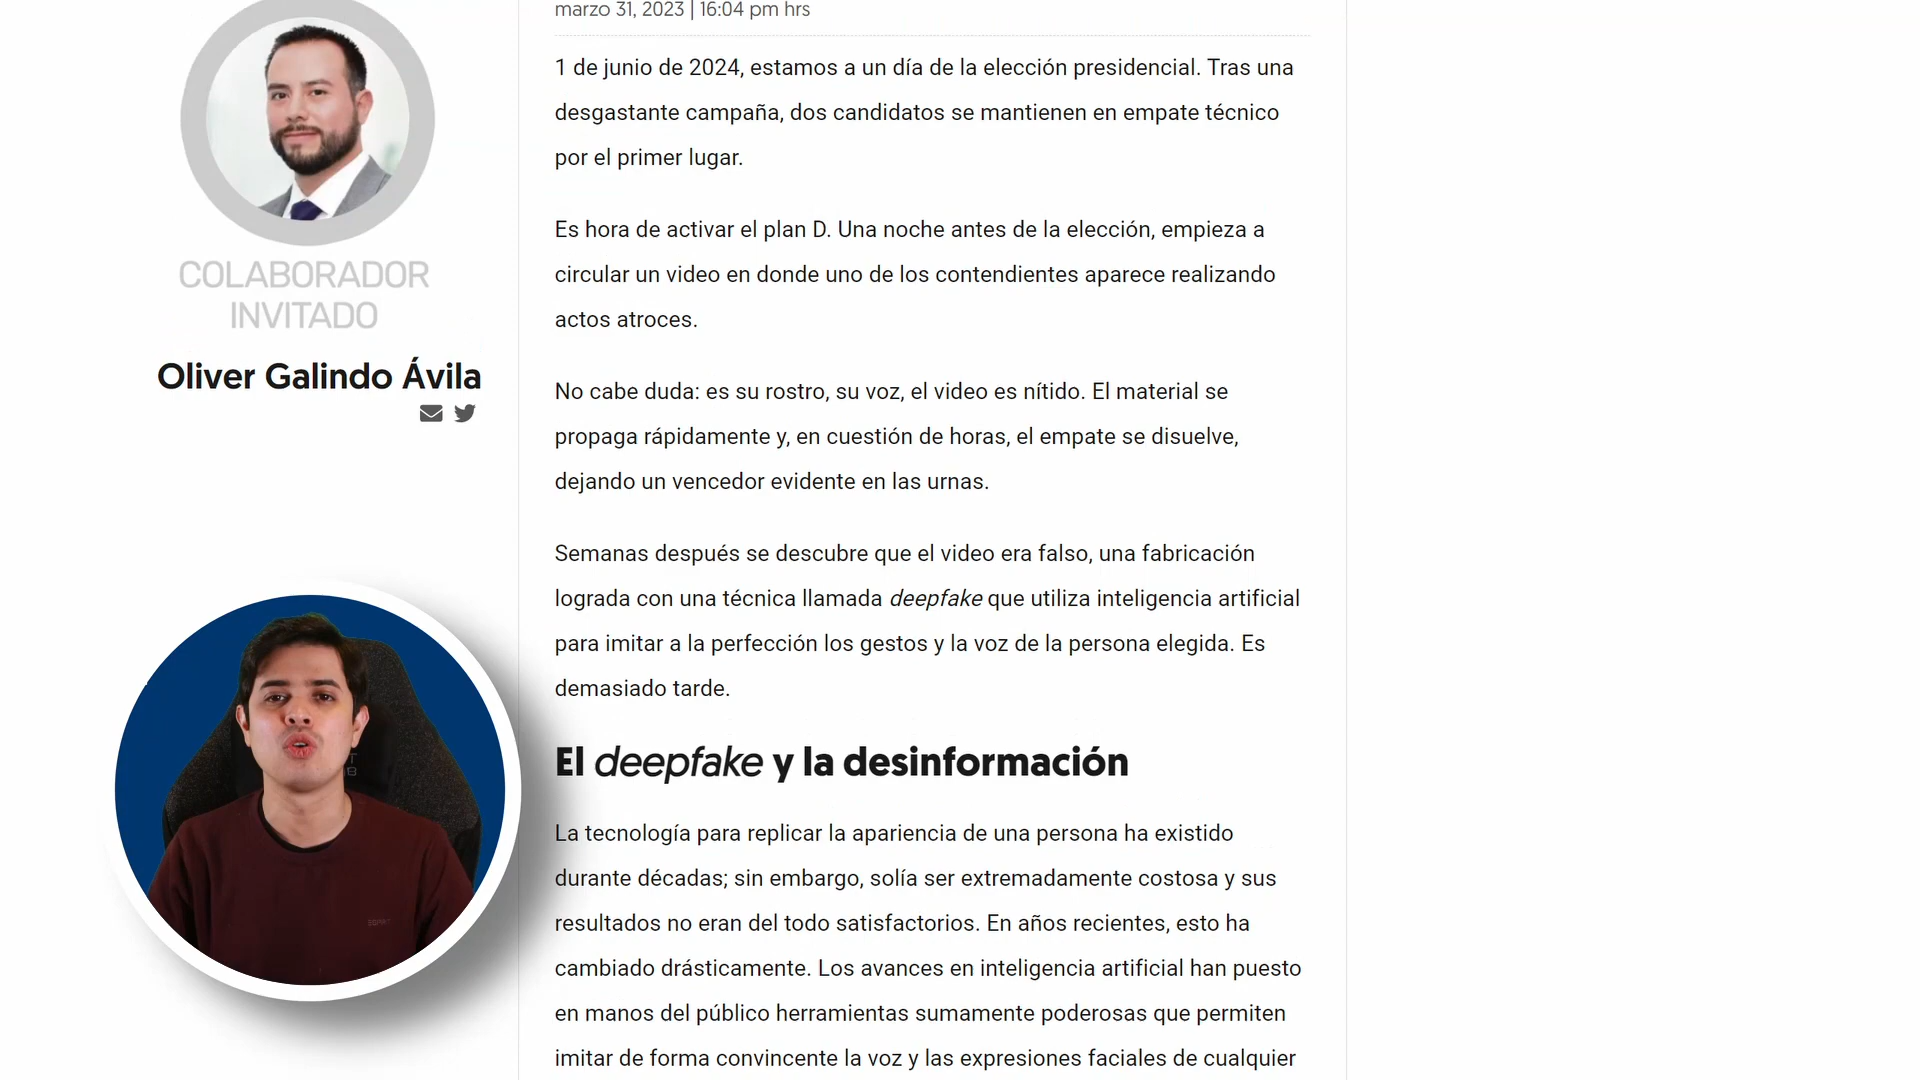 marzo 31, 2023 | 16:04 pm hrs
COLABORADOR
INVITADO
Oliver Galindo Ávila
1 de junio de 2024, estamos a un día de la elección presidencial. Tras una
desgastante campaña, dos candidatos se mantienen en empate técnico
por el primer lugar.
Es hora de activar el plan D. Una noche antes de la elección, empieza a
circular un video en donde uno de los contendientes aparece realizando
actos atroces.
No cabe duda: es su rostro, su voz, el video es nítido. El material se
propaga rápidamente y, en cuestión de horas, el empate se disuelve,
dejando un vencedor evidente en las urnas.
Semanas después se descubre que el video era falso, una fabricación
lograda con una técnica llamada deepfake que utiliza inteligencia artificial
para imitar a la perfección los gestos y la voz de la persona elegida. Es
demasiado tarde.
El deepfake y la desinformación
La tecnología para replicar la apariencia de una persona ha existido
durante décadas; sin embargo, solía ser extremadamente costosa y sus
resultados no eran del todo satisfactorios. En años recientes, esto ha
cambiado drásticamente. Los avances en inteligencia artificial han puesto
en manos del público herramientas sumamente poderosas que permiten
imitar de forma convincente la voz y las expresiones faciales de cualquier